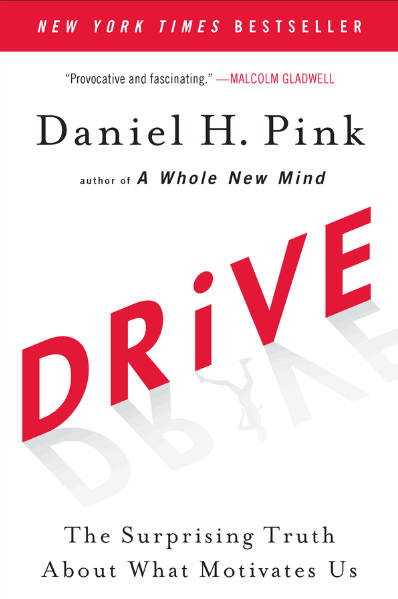 NEW YORK TIMES BESTSELLER
“Provocative and fascinating.” —MALCOLM GLADWELL
Daniel H. Pink
author of A Whole New Mind
DRiVE
The Surprising Truth
About What Motivates Us